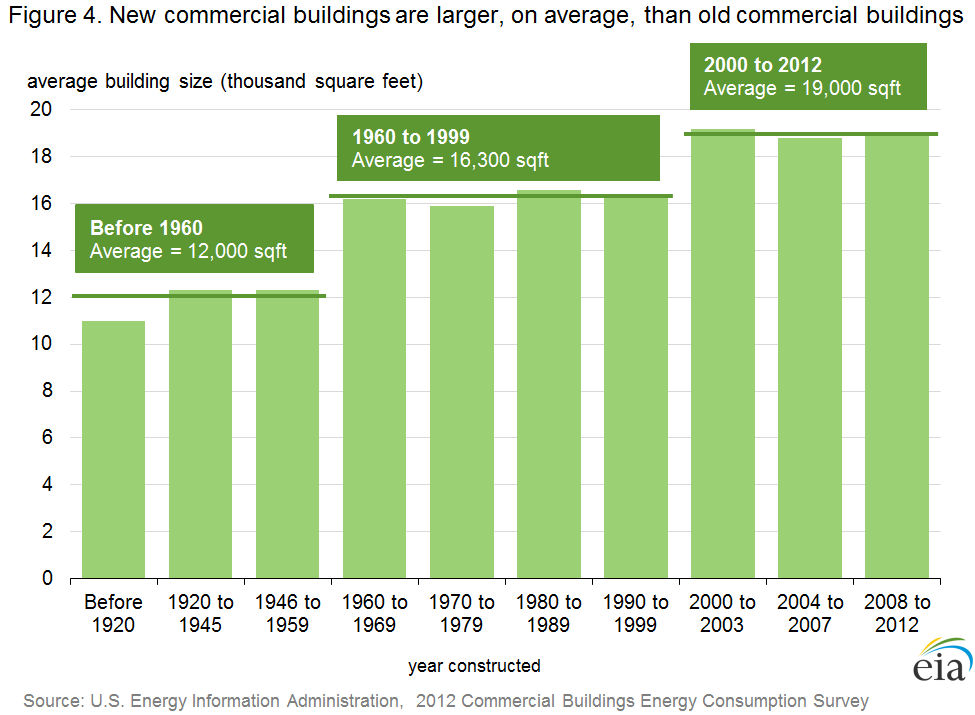 Figure 4. New commercial buildings are larger, on average, than old commercial buildings
average building size (thousand square feet)
2000 to 2012
Average = 19,000 sqft
1960 to 1999
Average = 16,300 sqft
Before 1960
Average = 12,000 sqft
20
18
16
14
12
10
8
6
4
2
0
Before 1920
1920 to 1945
1946 to 1959
1960 to 1969
1970 to 1979
1980 to 1989
1990 to 1999
2000 to 2003
2004 to 2007
2008 to 2012
year constructed
eia
Source: U.S. Energy Information Administration, 2012 Commercial Buildings Energy Consumption Survey